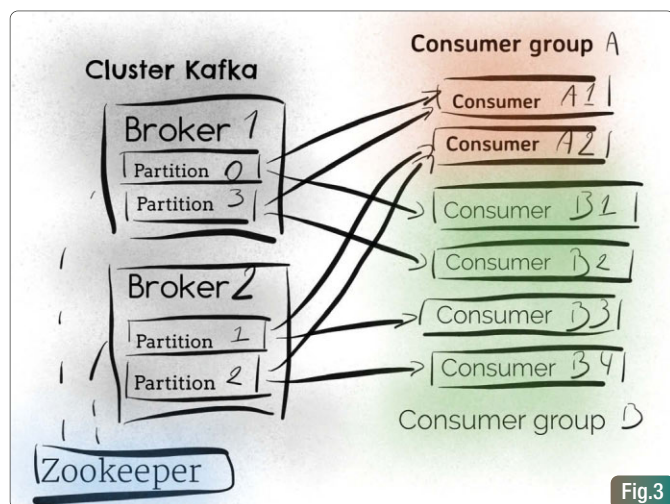 Cluster Kafka
Broker 1
Partition 0
Partition 3
Broker 2
Partition 1
Partition 2
Zookeeper
Consumer group A
Consumer A1
Consumer A2
Consumer B1
Consumer B2
Consumer B3
Consumer B4
Consumer group B
Fig.3